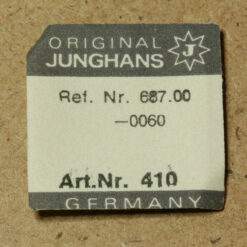 ORIGINAL
JUNGHANS
J
Ref. Nr. 687.00
-0060
Art.Nr. 410
GERMANY